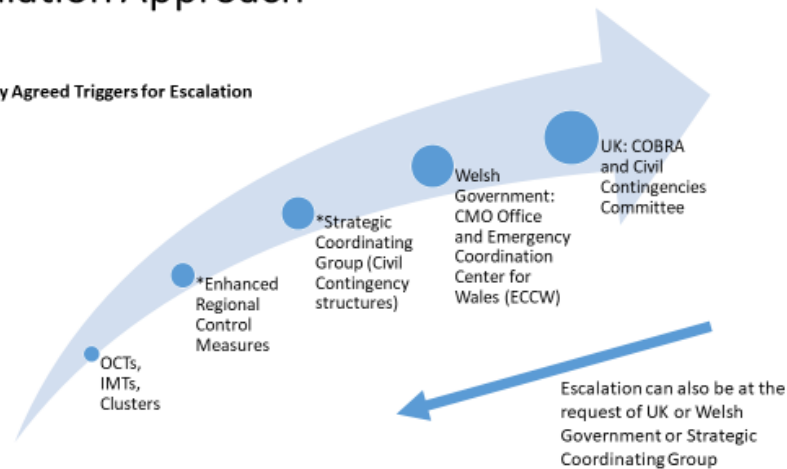 Approach
y Agreed Triggers for Escalation
UK: COBRA
and Civil
Contingencies
Committee
Welsh
Government:
CMO Office
and Emergency
Coordination
Center for
Wales (ECCW)
*Strategic
Coordinating
Group (Civil
Contingency
structures)
*Enhanced
Regional
Control
Measures
OCTs,
IMTs,
Clusters
Escalation can also be at the
request of UK or Welsh
Government or Strategic
Coordinating Group